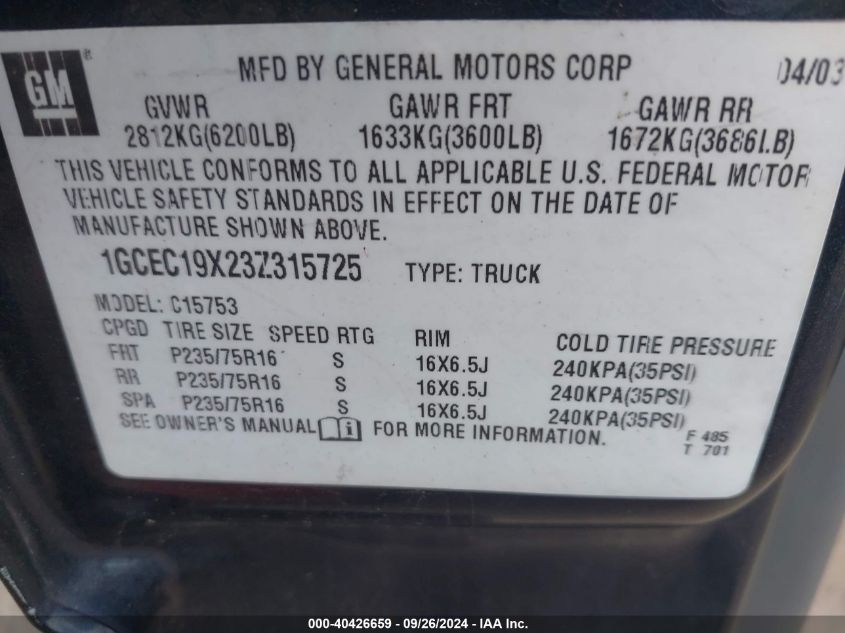 GM® MFD BY GENERAL MOTORS CORP 04/03
GVWR GAWR FRT GAWR RR
2812KG(6200LB) 1633KG(3600LB) 1672KG(3686LB)
THIS VEHICLE CONFORMS TO ALL APPLICABLE U.S. FEDERAL MOTOR
VEHICLE SAFETY STANDARDS IN EFFECT ON THE DATE OF
MANUFACTURE SHOWN ABOVE.
1GCEC19X23Z315725 TYPE: TRUCK
MODEL: C15753
CPGD TIRE SIZE SPEED RTG RIM COLD TIRE PRESSURE
FRT P235/75R16 S 16X6.5J 240KPA(35PSI)
RR P235/75R16 S 16X6.5J 240KPA(35PSI)
SPA P235/75R16 S 16X6.5J 240KPA(35PSI)
SEE OWNER'S MANUAL i FOR MORE INFORMATION.
F 485
T 701
000-40426659 - 09/26/2024 - IAA Inc.